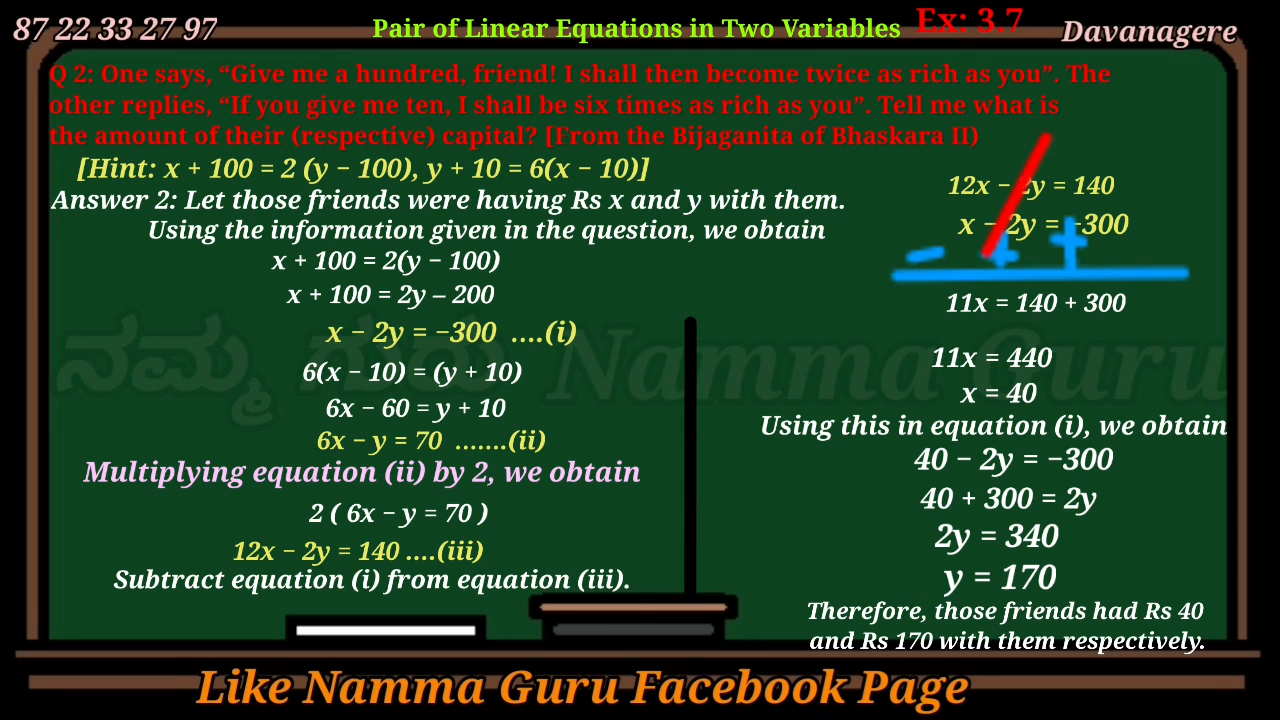 87 22 33 27 97
Pair of Linear Equations in Two Variables
Ex: 3.7
Davanagere
Q 2: One says, “Give me a hundred, friend! I shall then become twice as rich as you”. The
other replies, “If you give me ten, I shall be six times as rich as you”. Tell me what is
the amount of their (respective) capital? [From the Bijaganita of Bhaskara II)
[Hint: x + 100 = 2 (y − 100), y + 10 = 6(x − 10)]
Answer 2: Let those friends were having Rs x and y with them.
Using the information given in the question, we obtain
x + 100 = 2(y − 100)
x + 100 = 2y – 200
x − 2y = −300 ....(i)
6(x − 10) = (y + 10)
6x − 60 = y + 10
6x − y = 70 .......(ii)
Multiplying equation (ii) by 2, we obtain
2 ( 6x − y = 70 )
12x − 2y = 140 ....(iii)
Subtract equation (i) from equation (iii).
12x − 2y = 140
x − 2y = −300
− + +
11x = 140 + 300
11x = 440
x = 40
Using this in equation (i), we obtain
40 − 2y = −300
40 + 300 = 2y
2y = 340
y = 170
Therefore, those friends had Rs 40
and Rs 170 with them respectively.
ನಮ್ಮ ಗುರು Namma Guru
Like Namma Guru Facebook Page